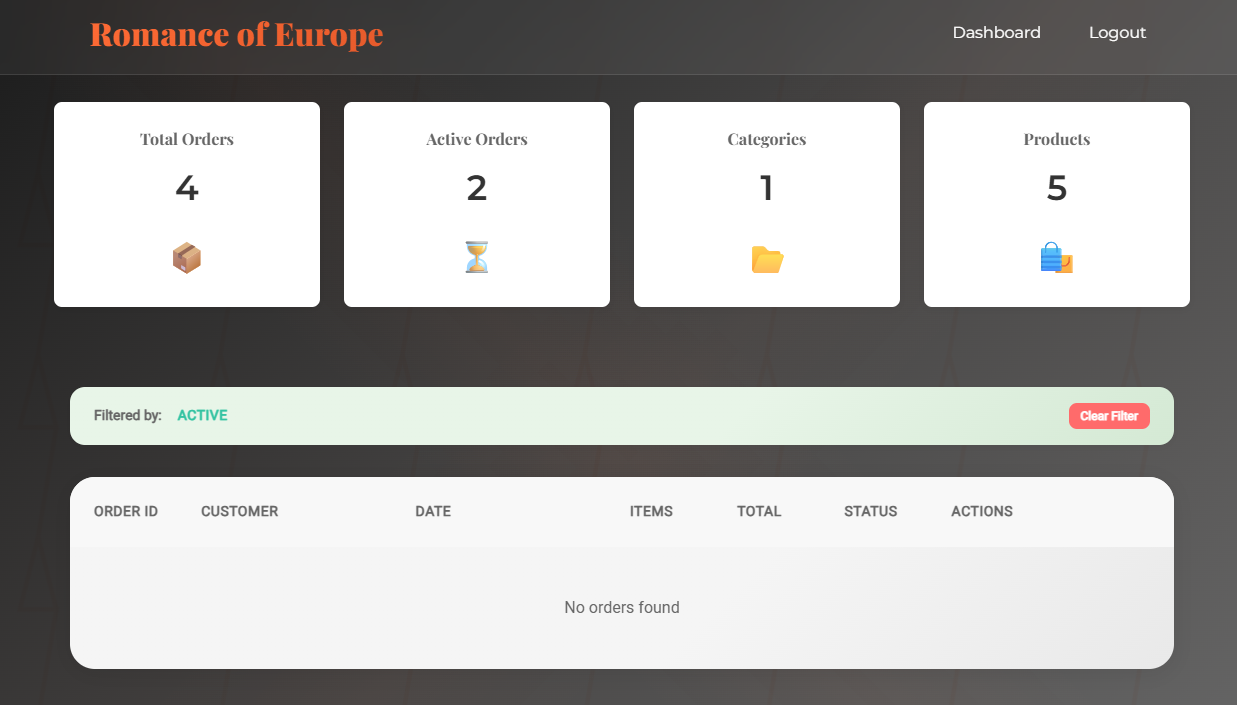 Romance of Europe
Dashboard
Logout
Total Orders
4
Active Orders
2
Categories
1
Products
5
Filtered by: ACTIVE
Clear Filter
ORDER ID CUSTOMER DATE ITEMS TOTAL STATUS ACTIONS
No orders found